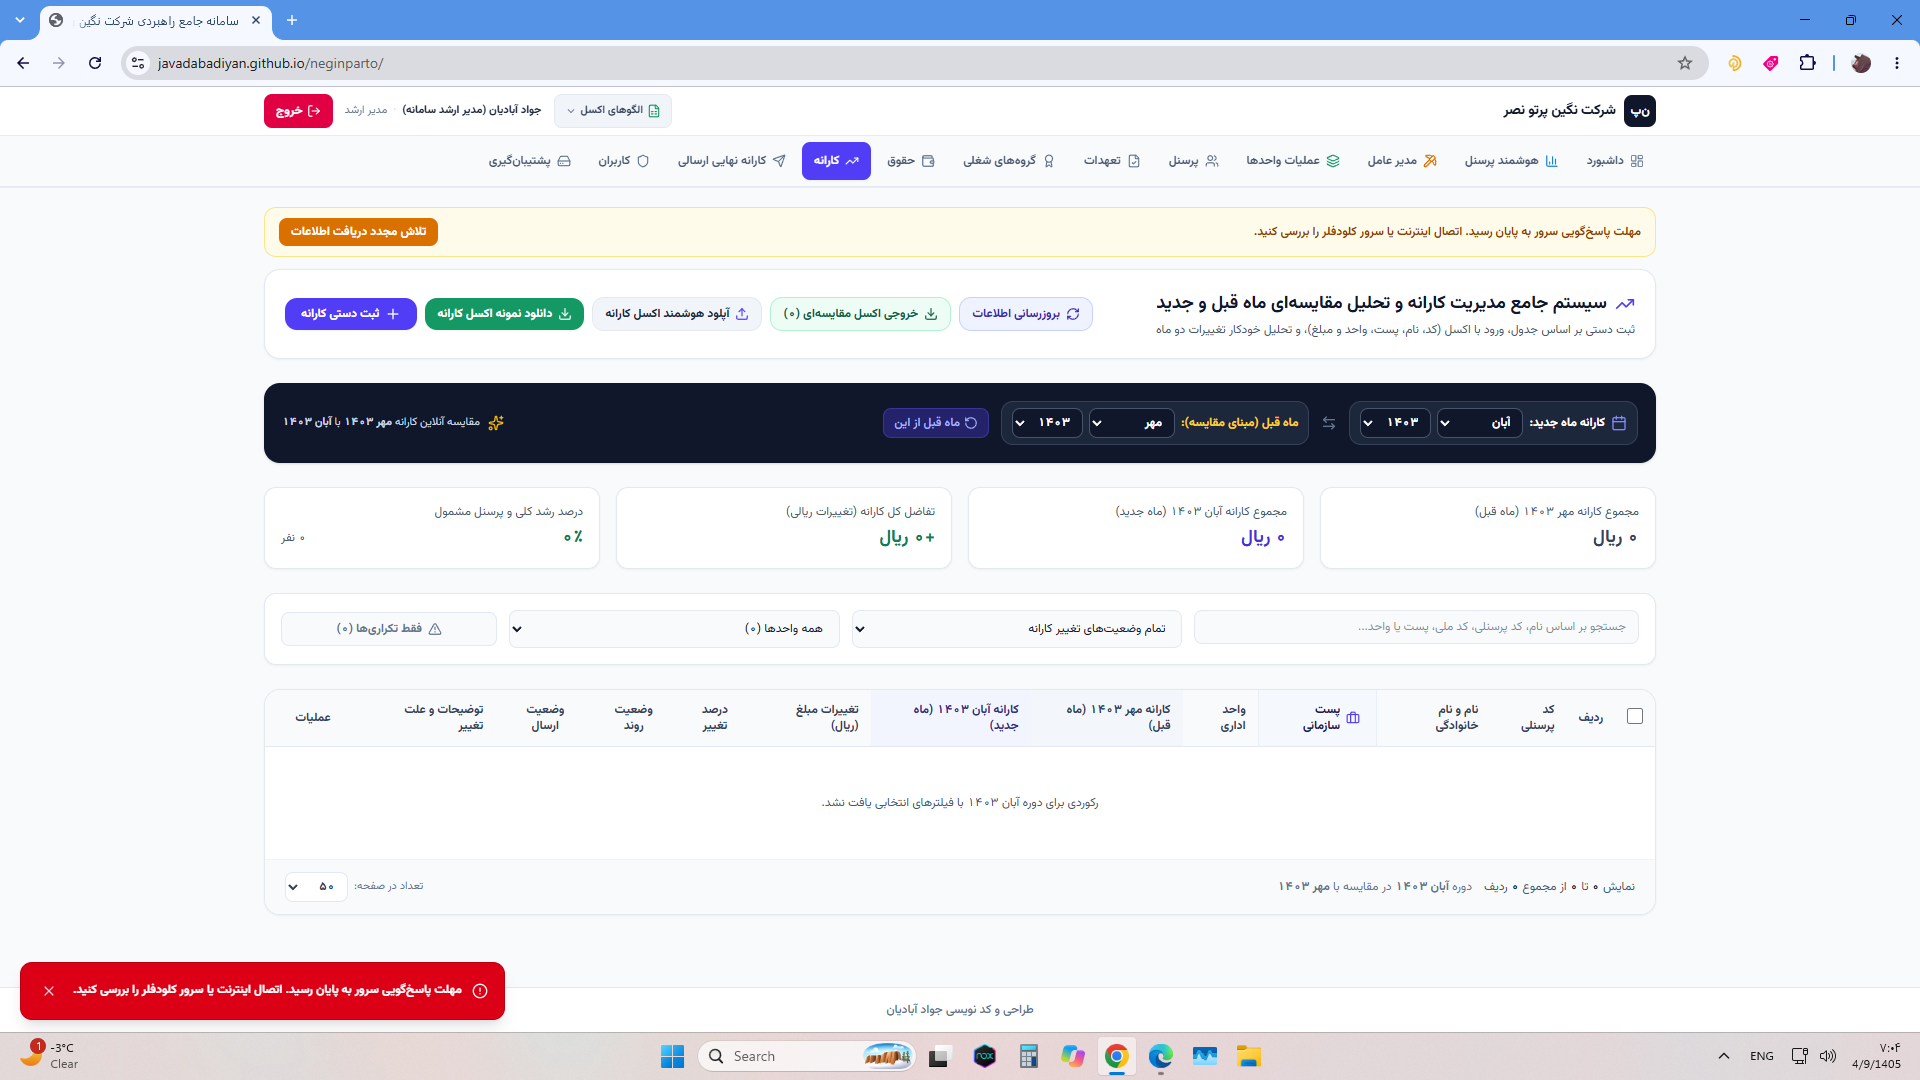 سامانه جامع راهبردی شرکت نگین
javadabadiyan.github.io/neginparto/
ن‌پ
شرکت نگین پرتو نصر
الگوهای اکسل
جواد آبادیان (مدیر ارشد سامانه) · مدیر ارشد
خروج
داشبورد
هوشمند پرسنل
مدیر عامل
عملیات واحدها
پرسنل
تعهدات
گروه‌های شغلی
حقوق
کارانه
کارانه نهایی ارسالی
کاربران
پشتیبان‌گیری
مهلت پاسخ‌گویی سرور به پایان رسید. اتصال اینترنت یا سرور کلودفلر را بررسی کنید.
تلاش مجدد دریافت اطلاعات
سیستم جامع مدیریت کارانه و تحلیل مقایسه‌ای ماه قبل و جدید
ثبت دستی بر اساس جدول، ورود با اکسل (کد، نام، پست، واحد و مبلغ)، و تحلیل خودکار تغییرات دو ماه
بروزرسانی اطلاعات
خروجی اکسل مقایسه‌ای (۰)
آپلود هوشمند اکسل کارانه
دانلود نمونه اکسل کارانه
ثبت دستی کارانه
کارانه ماه جدید:
آبان
۱۴۰۳
ماه قبل (مبنای مقایسه):
مهر
۱۴۰۳
ماه قبل از این
مقایسه آنلاین کارانه مهر ۱۴۰۳ با آبان ۱۴۰۳
مجموع کارانه مهر ۱۴۰۳ (ماه قبل)
۰ ریال
مجموع کارانه آبان ۱۴۰۳ (ماه جدید)
۰ ریال
تفاضل کل کارانه (تغییرات ریالی)
+۰ ریال
درصد رشد کلی و پرسنل مشمول
۰٪
۰ نفر
جستجو بر اساس نام، کد پرسنلی، کد ملی، پست یا واحد...
تمام وضعیت‌های تغییر کارانه
همه واحدها (۰)
فقط تکراری‌ها (۰)
ردیف
کد پرسنلی
نام و نام خانوادگی
پست سازمانی
واحد اداری
کارانه مهر ۱۴۰۳ (ماه قبل)
کارانه آبان ۱۴۰۳ (ماه جدید)
تغییرات مبلغ (ریال)
درصد تغییر
وضعیت روند
وضعیت ارسال
توضیحات و علت تغییر
عملیات
رکوردی برای دوره آبان ۱۴۰۳ با فیلترهای انتخابی یافت نشد.
نمایش ۰ تا ۰ از مجموع ۰ ردیف
دوره آبان ۱۴۰۳ در مقایسه با مهر ۱۴۰۳
تعداد در صفحه:
۵۰
مهلت پاسخ‌گویی سرور به پایان رسید. اتصال اینترنت یا سرور کلودفلر را بررسی کنید.
طراحی و کد نویسی جواد آبادیان
1
-3°C
Clear
Search
nox
ENG
۷:۰۴
4/9/1405